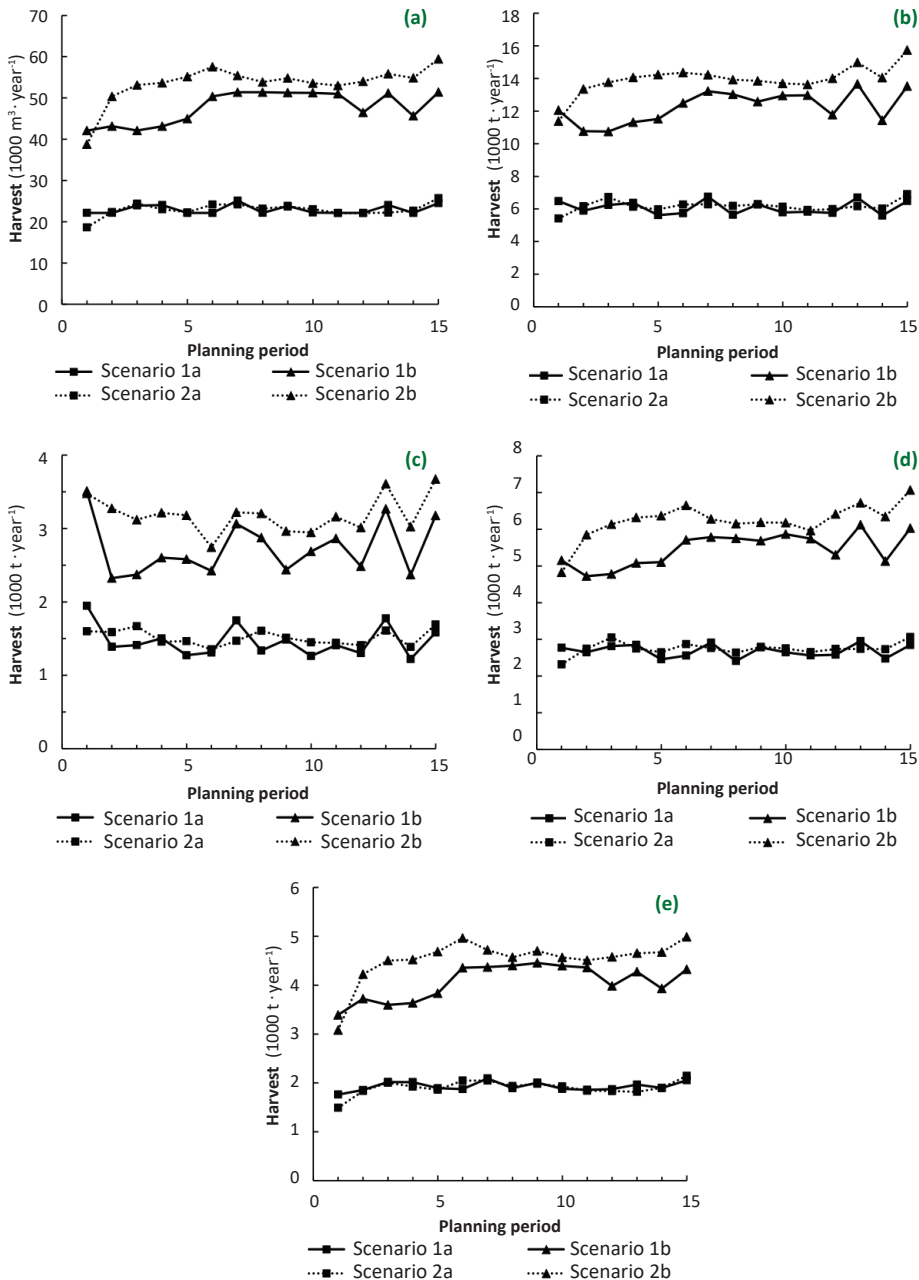 (a)
70
60
50
40
30
20
10
0
Harvest (1000 m³ · year⁻¹)
0 5 10 15
Planning period
Scenario 1a Scenario 1b
Scenario 2a Scenario 2b
(b)
18
16
14
12
10
8
6
4
2
0
Harvest (1000 t · year⁻¹)
0 5 10 15
Planning period
Scenario 1a Scenario 1b
Scenario 2a Scenario 2b
(c)
4
3
2
1
0
Harvest (1000 t · year⁻¹)
0 5 10 15
Planning period
Scenario 1a Scenario 1b
Scenario 2a Scenario 2b
(d)
8
7
6
5
4
3
2
1
0
Harvest (1000 t · year⁻¹)
0 5 10 15
Planning period
Scenario 1a Scenario 1b
Scenario 2a Scenario 2b
(e)
6
5
4
3
2
1
0
Harvest (1000 t · year⁻¹)
0 5 10 15
Planning period
Scenario 1a Scenario 1b
Scenario 2a Scenario 2b